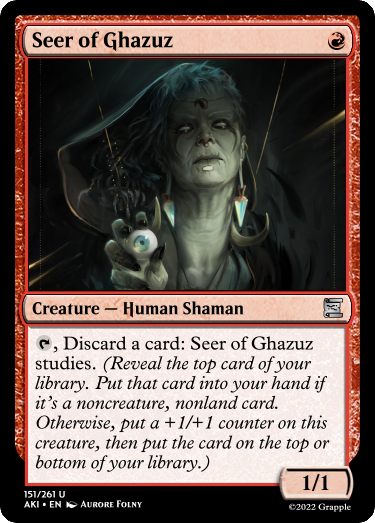 Seer of Ghazuz
Creature — Human Shaman
, Discard a card: Seer of Ghazuz
studies. (Reveal the top card of your
library. Put that card into your hand if
it's a noncreature, nonland card.
Otherwise, put a +1/+1 counter on this
creature, then put the card on the top or
bottom of your library.)
1/1
151/261 U
AKI • EN Aurore Folny
©2022 Grapple